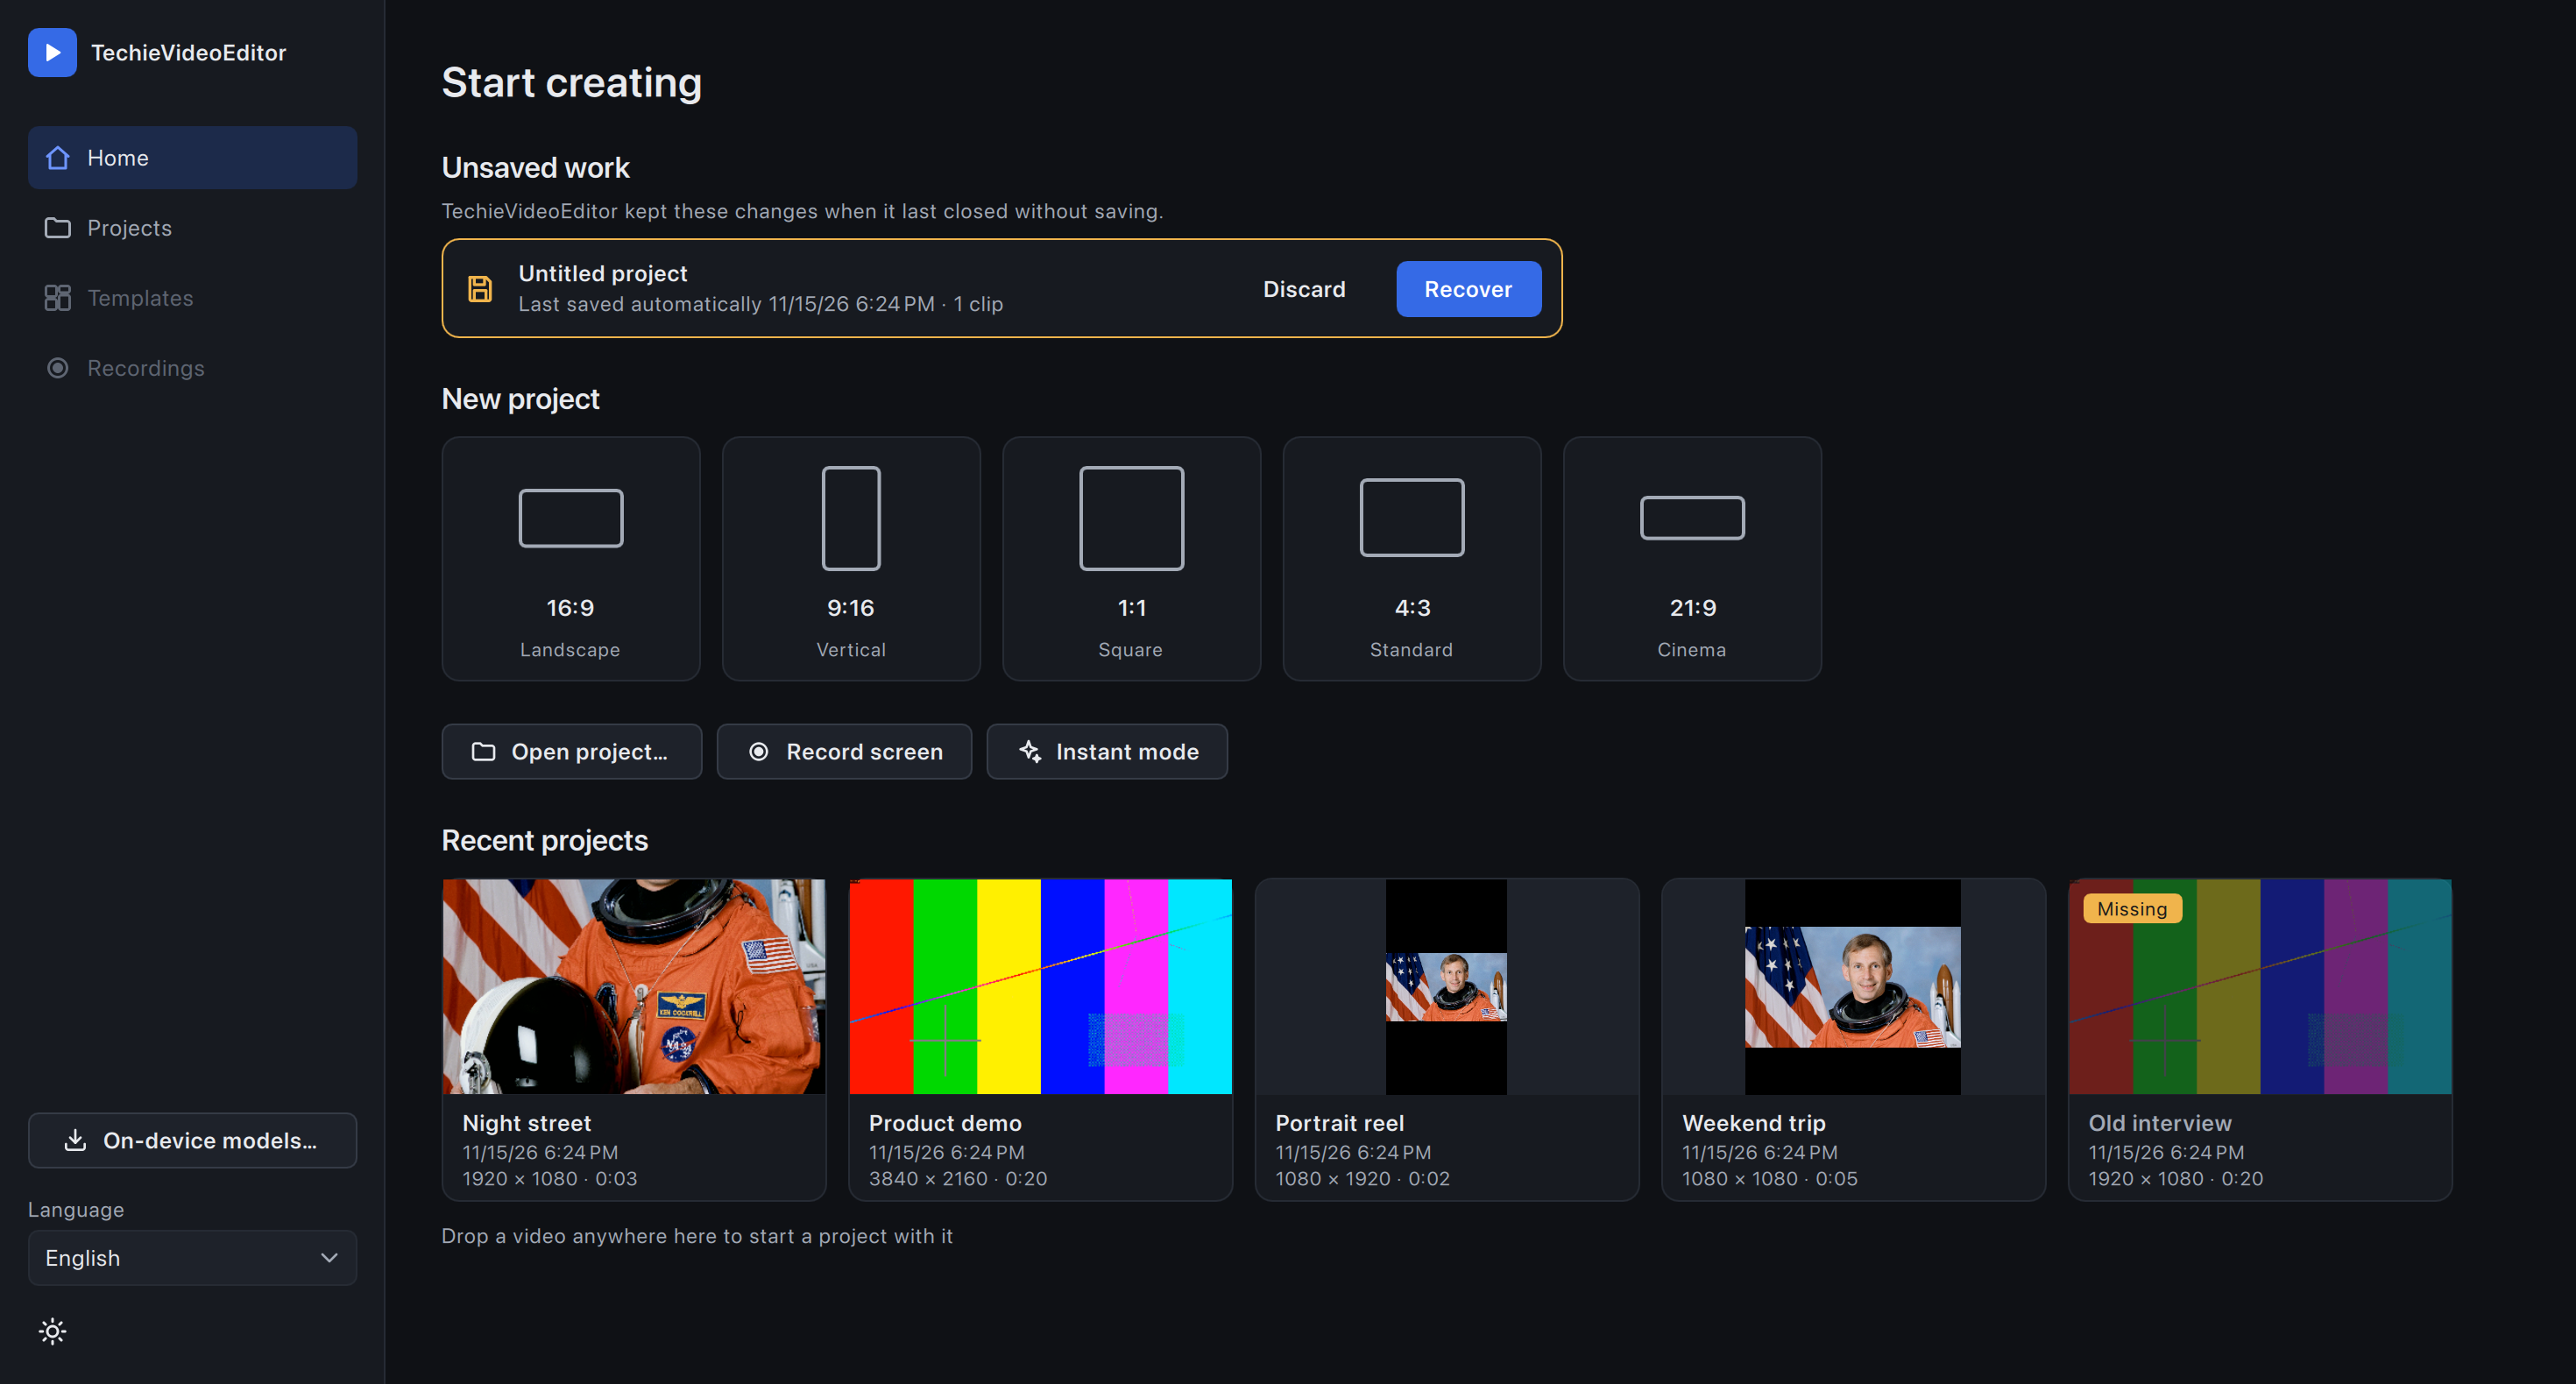 TechieVideoEditor
Home
Projects
Templates
Recordings
On-device models...
Language
English
Start creating
Unsaved work
TechieVideoEditor kept these changes when it last closed without saving.
Untitled project
Last saved automatically 11/15/26 6:24 PM · 1 clip
Discard
Recover
New project
16:9
Landscape
9:16
Vertical
1:1
Square
4:3
Standard
21:9
Cinema
Open project...
Record screen
Instant mode
Recent projects
KEN COCKRELL
NASA
Night street
11/15/26 6:24 PM
1920 × 1080 · 0:03
Product demo
11/15/26 6:24 PM
3840 × 2160 · 0:20
Portrait reel
11/15/26 6:24 PM
1080 × 1920 · 0:02
Weekend trip
11/15/26 6:24 PM
1080 × 1080 · 0:05
Missing
Old interview
11/15/26 6:24 PM
1920 × 1080 · 0:20
Drop a video anywhere here to start a project with it